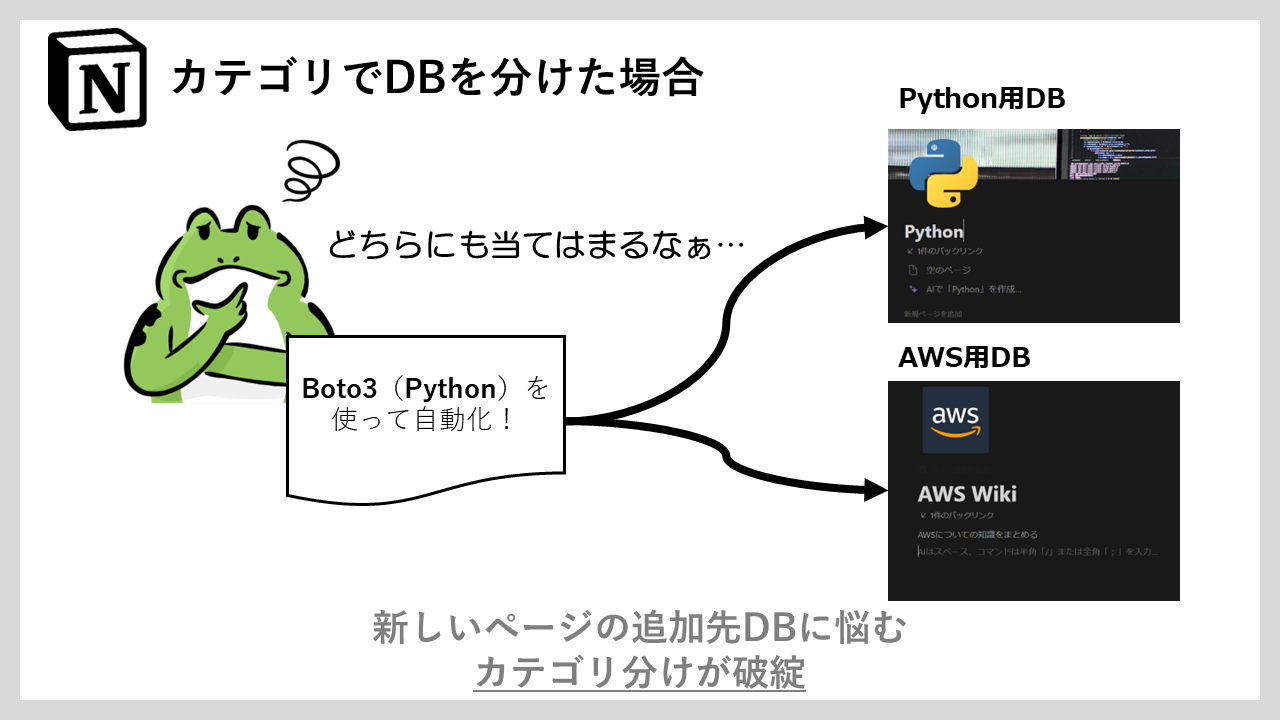 N
カテゴリでDBを分けた場合
どちらにも当てはまるなぁ…
Boto3（Python）を
使って自動化！
Python用DB
Python
1件のバックリンク
空のページ
AIで「Python」を作成...
新規ページを追加
AWS用DB
aws
AWS Wiki
1件のバックリンク
AWSについての知識をまとめる
AIはスペース、コマンドは半角「/」または全角「；」を入力...
新しいページの追加先DBに悩む
カテゴリ分けが破綻